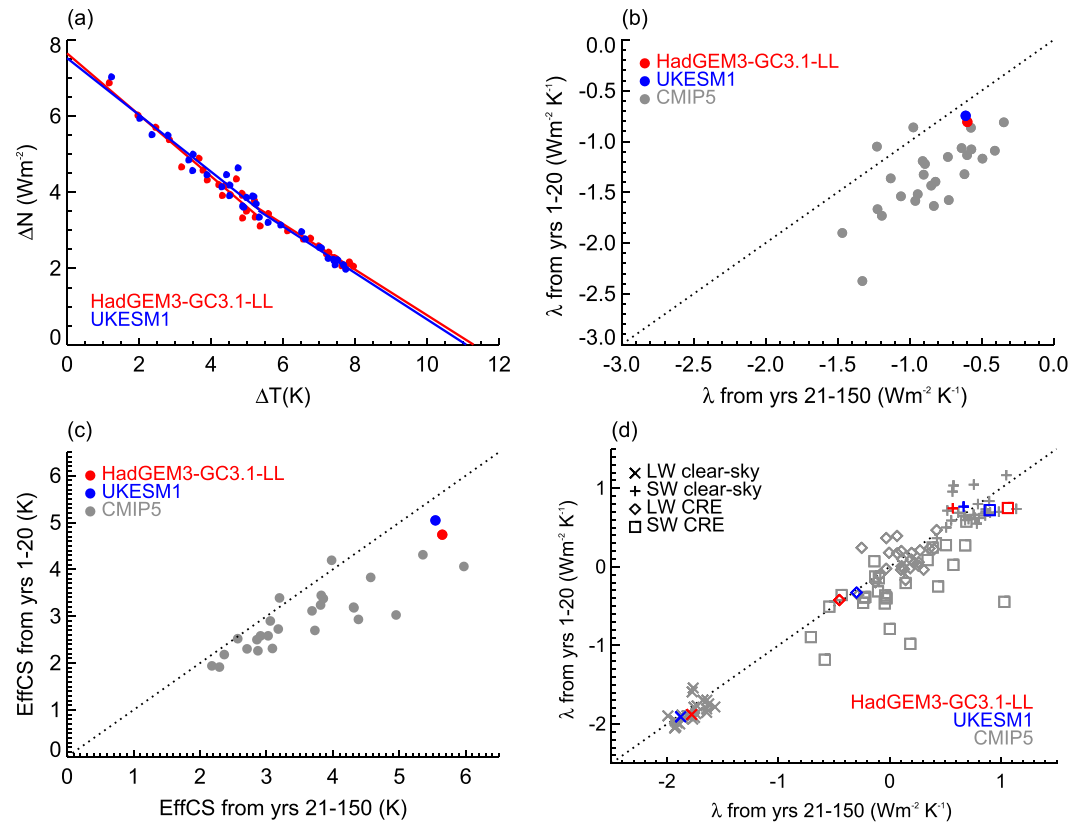 (a)
8
6
4
2
0
0 2 4 6 8 10 12
ΔN (Wm-2)
ΔT(K)
HadGEM3-GC3.1-LL
UKESM1
(b)
0.0
-0.5
-1.0
-1.5
-2.0
-2.5
-3.0
-3.0 -2.5 -2.0 -1.5 -1.0 -0.5 0.0
λ from yrs 1-20 (Wm-2 K-1)
λ from yrs 21-150 (Wm-2 K-1)
HadGEM3-GC3.1-LL
UKESM1
CMIP5
(c)
6
5
4
3
2
1
0
0 1 2 3 4 5 6
EffCS from yrs 1-20 (K)
EffCS from yrs 21-150 (K)
HadGEM3-GC3.1-LL
UKESM1
CMIP5
(d)
1
0
-1
-2
-2 -1 0 1
λ from yrs 1-20 (Wm-2 K-1)
λ from yrs 21-150 (Wm-2 K-1)
LW clear-sky
SW clear-sky
LW CRE
SW CRE
HadGEM3-GC3.1-LL
UKESM1
CMIP5